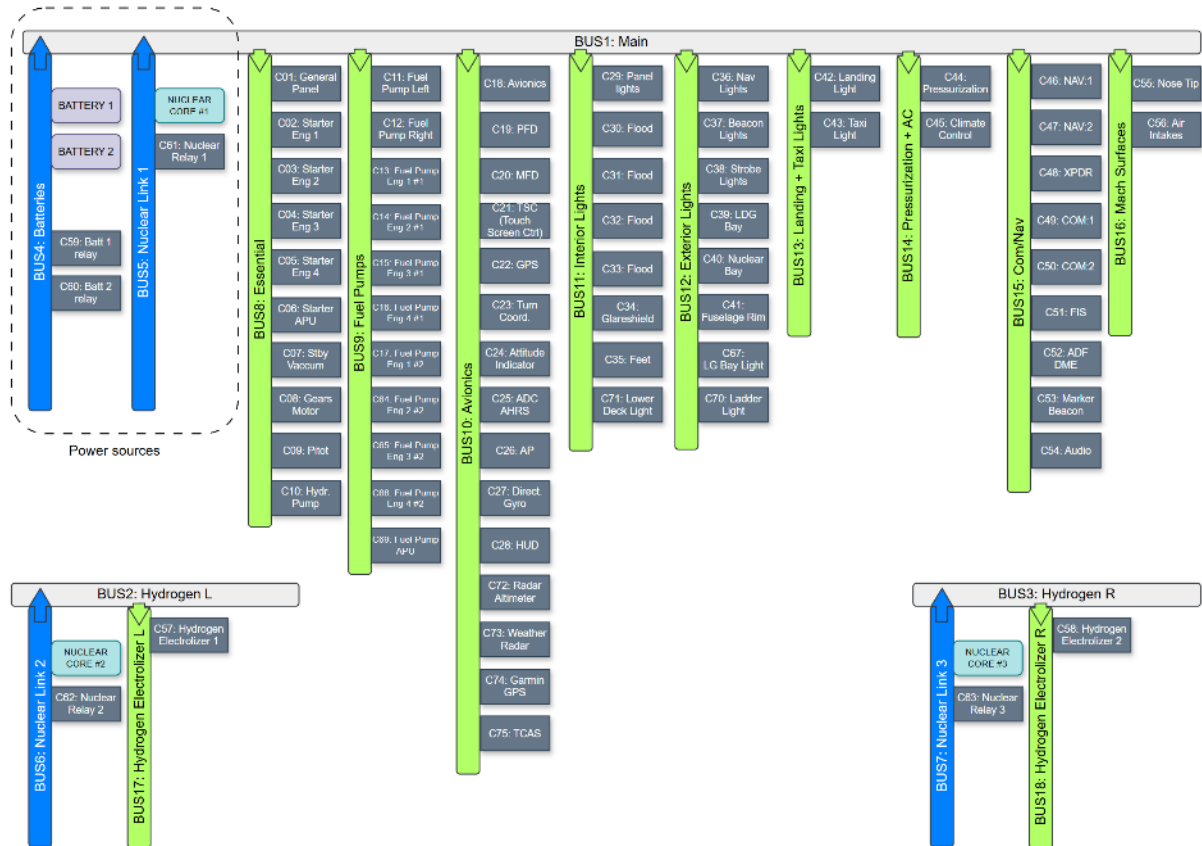 BUS1: Main
BUS4: Batteries
BATTERY 1
BATTERY 2
C59: Batt 1
relay
C60: Batt 2
relay
BUS5: Nuclear Link 1
NUCLEAR
CORE #1
C61: Nuclear
Relay 1
Power sources
BUS8: Essential
C01: General
Panel
C02: Starter
Eng 1
C03: Starter
Eng 2
C04: Starter
Eng 3
C05: Starter
Eng 4
C06: Starter
APU
C07: Stby
Vaccum
C08: Gears
Motor
C09: Pitot
C10: Hydr.
Pump
BUS9: Fuel Pumps
C11: Fuel
Pump Left
C12: Fuel
Pump Right
C13: Fuel Pump
Eng 1 #1
C14: Fuel Pump
Eng 2 #1
C15: Fuel Pump
Eng 3 #1
C16: Fuel Pump
Eng 4 #1
C17: Fuel Pump
Eng 1 #2
C64: Fuel Pump
Eng 2 #2
C65: Fuel Pump
Eng 3 #2
C66: Fuel Pump
Eng 4 #2
C69: Fuel Pump
APU
BUS10: Avionics
C18: Avionics
C19: PFD
C20: MFD
C21: TSC
(Touch
Screen Ctrl)
C22: GPS
C23: Turn
Coord.
C24: Attitude
Indicator
C25: ADC
AHRS
C26: AP
C27: Direct.
Gyro
C28: HUD
C72: Radar
Altimeter
C73: Weather
Radar
C74: Garmin
GPS
C75: TCAS
BUS11: Interior Lights
C29: Panel
lights
C30: Flood
C31: Flood
C32: Flood
C33: Flood
C34:
Glareshield
C35: Feet
C71: Lower
Deck Light
BUS12: Exterior Lights
C36: Nav
Lights
C37: Beacon
Lights
C38: Strobe
Lights
C39: LDG
Bay
C40: Nuclear
Bay
C41:
Fuselage Rim
C67:
LG Bay Light
C70: Ladder
Light
BUS13: Landing + Taxi Lights
C42: Landing
Light
C43: Taxi
Light
BUS14: Pressurization + AC
C44:
Pressurization
C45: Climate
Control
BUS15: Com/Nav
C46: NAV:1
C47: NAV:2
C48: XPDR
C49: COM:1
C50: COM:2
C51: FIS
C52: ADF
DME
C53: Marker
Beacon
C54: Audio
BUS16: Mach Surfaces
C55: Nose Tip
C56: Air
Intakes
BUS2: Hydrogen L
BUS6: Nuclear Link 2
NUCLEAR
CORE #2
C62: Nuclear
Relay 2
BUS17: Hydrogen Electrolizer L
C57: Hydrogen
Electrolizer 1
BUS3: Hydrogen R
BUS7: Nuclear Link 3
NUCLEAR
CORE #3
C63: Nuclear
Relay 3
BUS18: Hydrogen Electrolizer R
C58: Hydrogen
Electrolizer 2